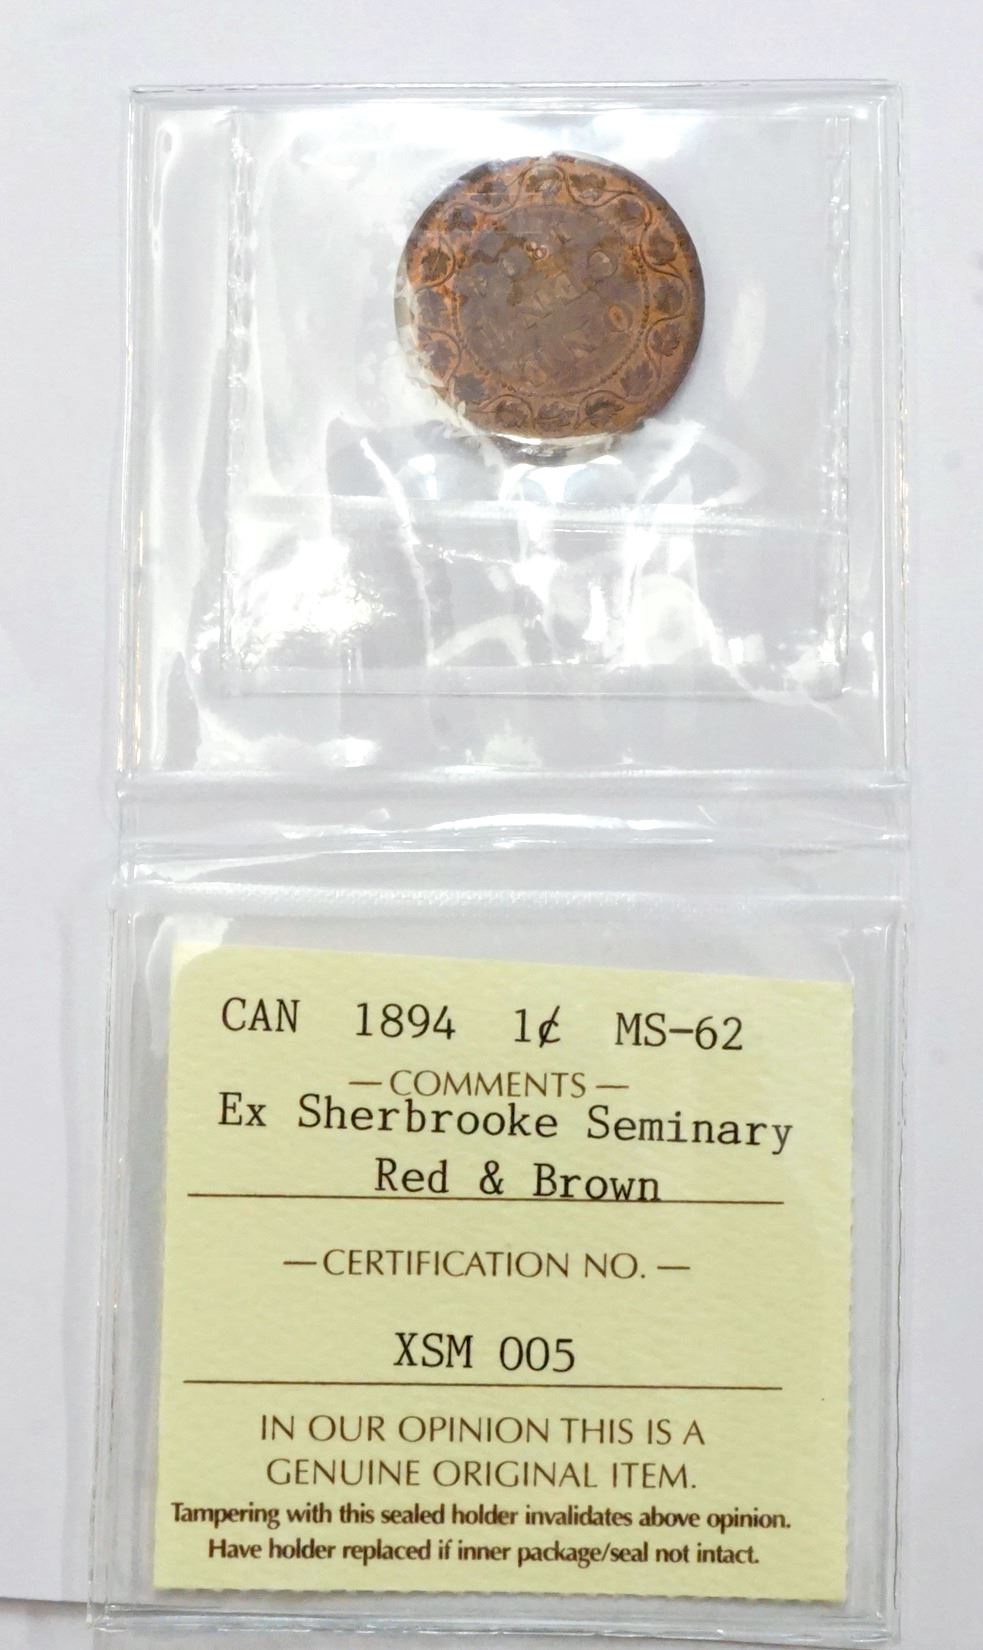 CAN 1894 1¢ MS-62
— COMMENTS —
Ex Sherbrooke Seminary
Red & Brown
— CERTIFICATION NO. —
XSM 005
IN OUR OPINION THIS IS A
GENUINE ORIGINAL ITEM.
Tampering with this sealed holder invalidates above opinion.
Have holder replaced if inner package/seal not intact.